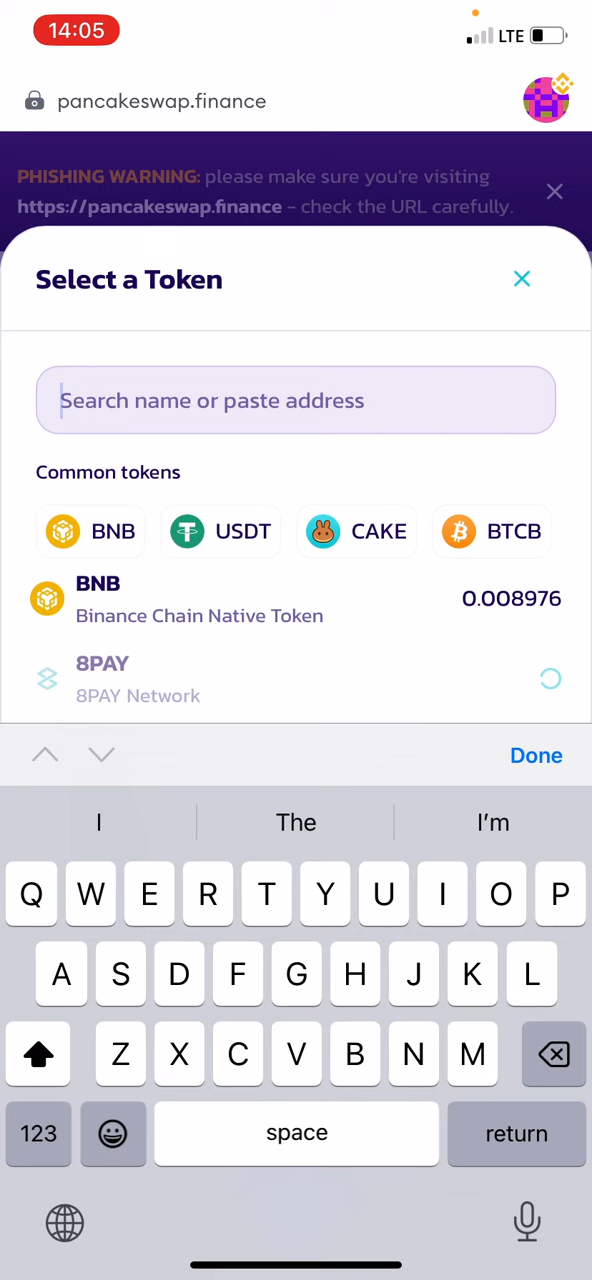 14:05
LTE
pancakeswap.finance
PHISHING WARNING: please make sure you're visiting
https://pancakeswap.finance - check the URL carefully.
Select a Token
Search name or paste address
Common tokens
BNB USDT CAKE BTCB
BNB
0.008976
Binance Chain Native Token
8PAY
8PAY Network
Done
I The I'm
Q W E R T Y U I O P
A S D F G H J K L
Z X C V B N M
123 space return